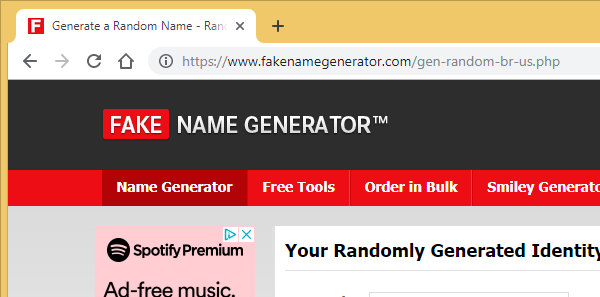 Generate a Random Name - Ran
https://www.fakenamegenerator.com/gen-random-br-us.php
FAKE NAME GENERATOR™
Name Generator Free Tools Order in Bulk Smiley Generato
Spotify Premium
Your Randomly Generated Identity
Ad-free music.